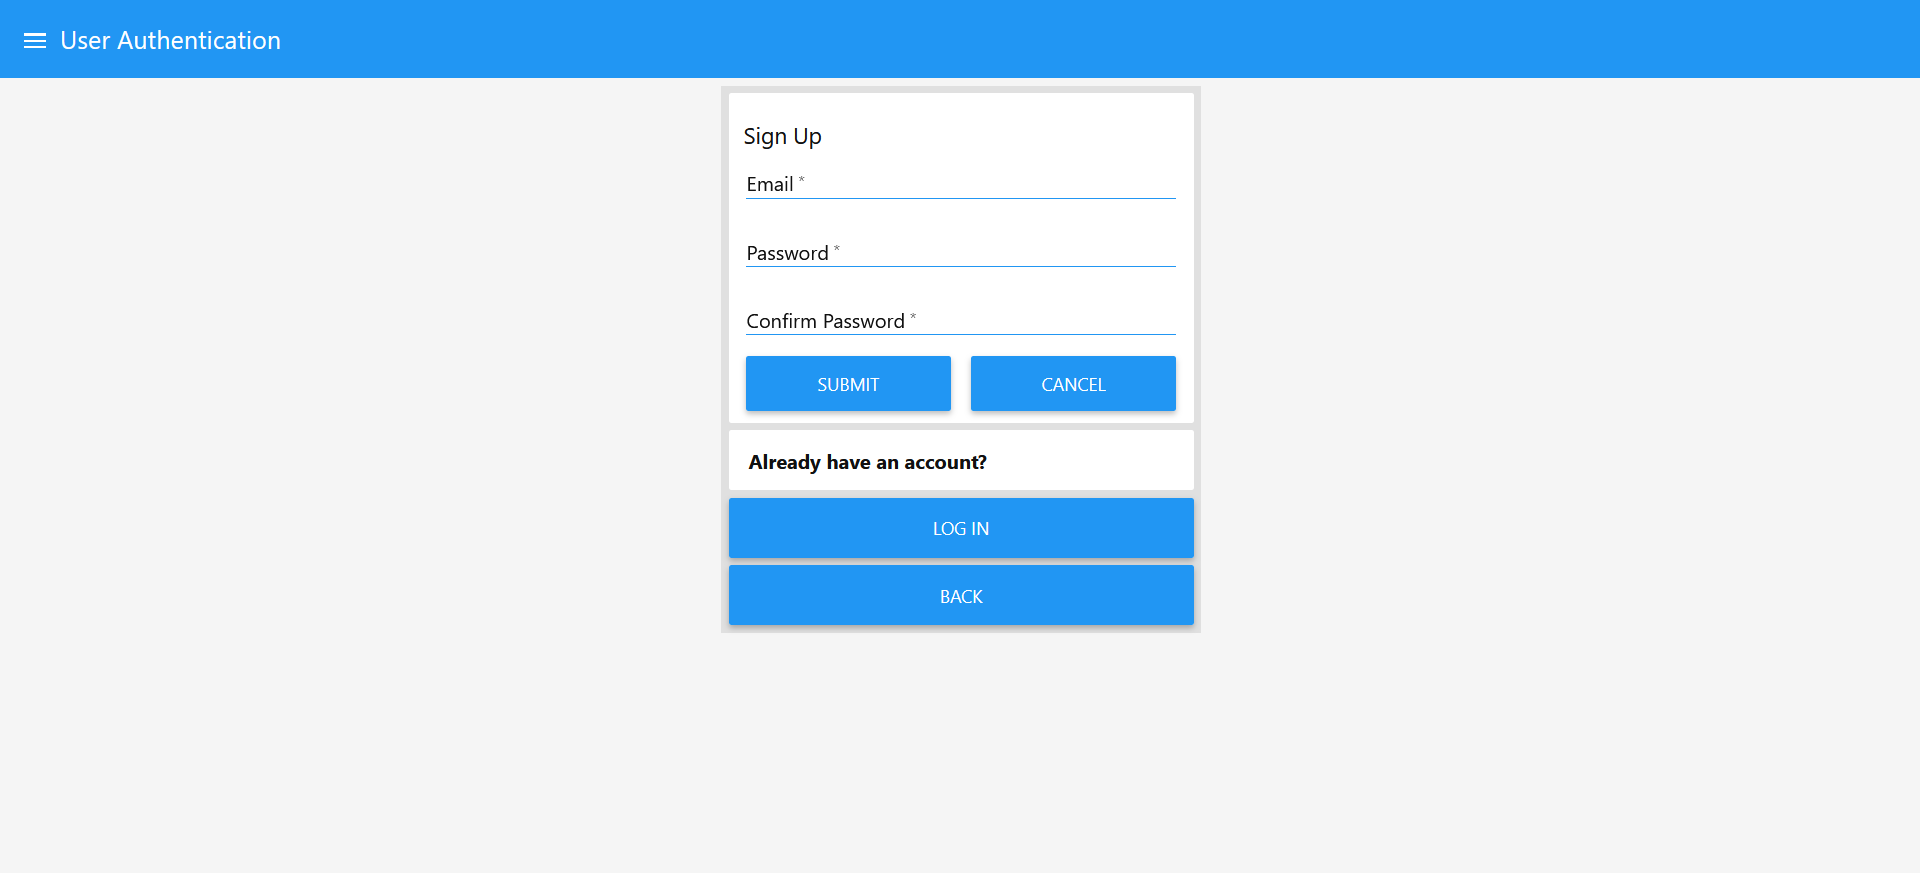 User Authentication
Sign Up
Email *
Password *
Confirm Password *
SUBMIT CANCEL
Already have an account?
LOG IN
BACK